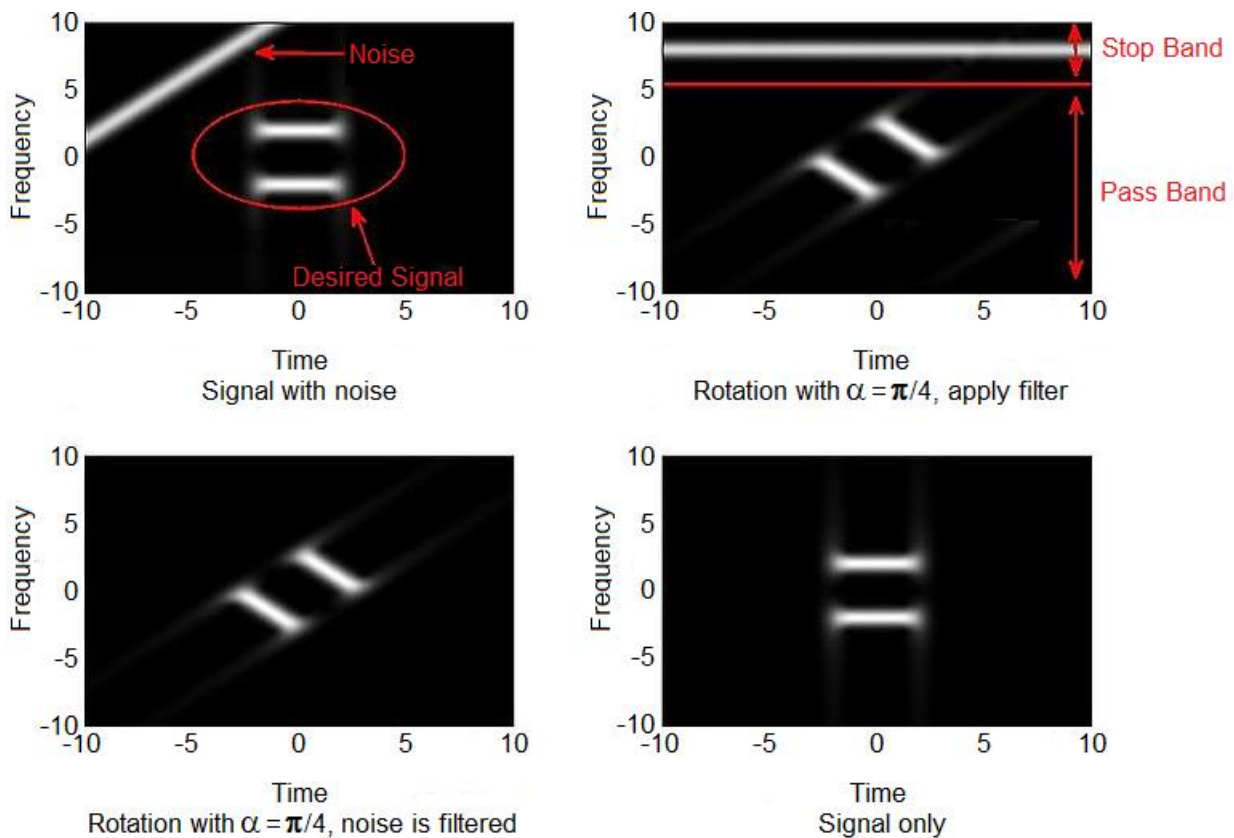 10
5
0
-5
-10
Frequency
Noise
Desired Signal
-10 -5 0 5 10
Time
Signal with noise
10
5
0
-5
-10
Frequency
Stop Band
Pass Band
-10 -5 0 5 10
Time
Rotation with α = π/4, apply filter
10
5
0
-5
-10
Frequency
-10 -5 0 5 10
Time
Rotation with α = π/4, noise is filtered
10
5
0
-5
-10
Frequency
-10 -5 0 5 10
Time
Signal only